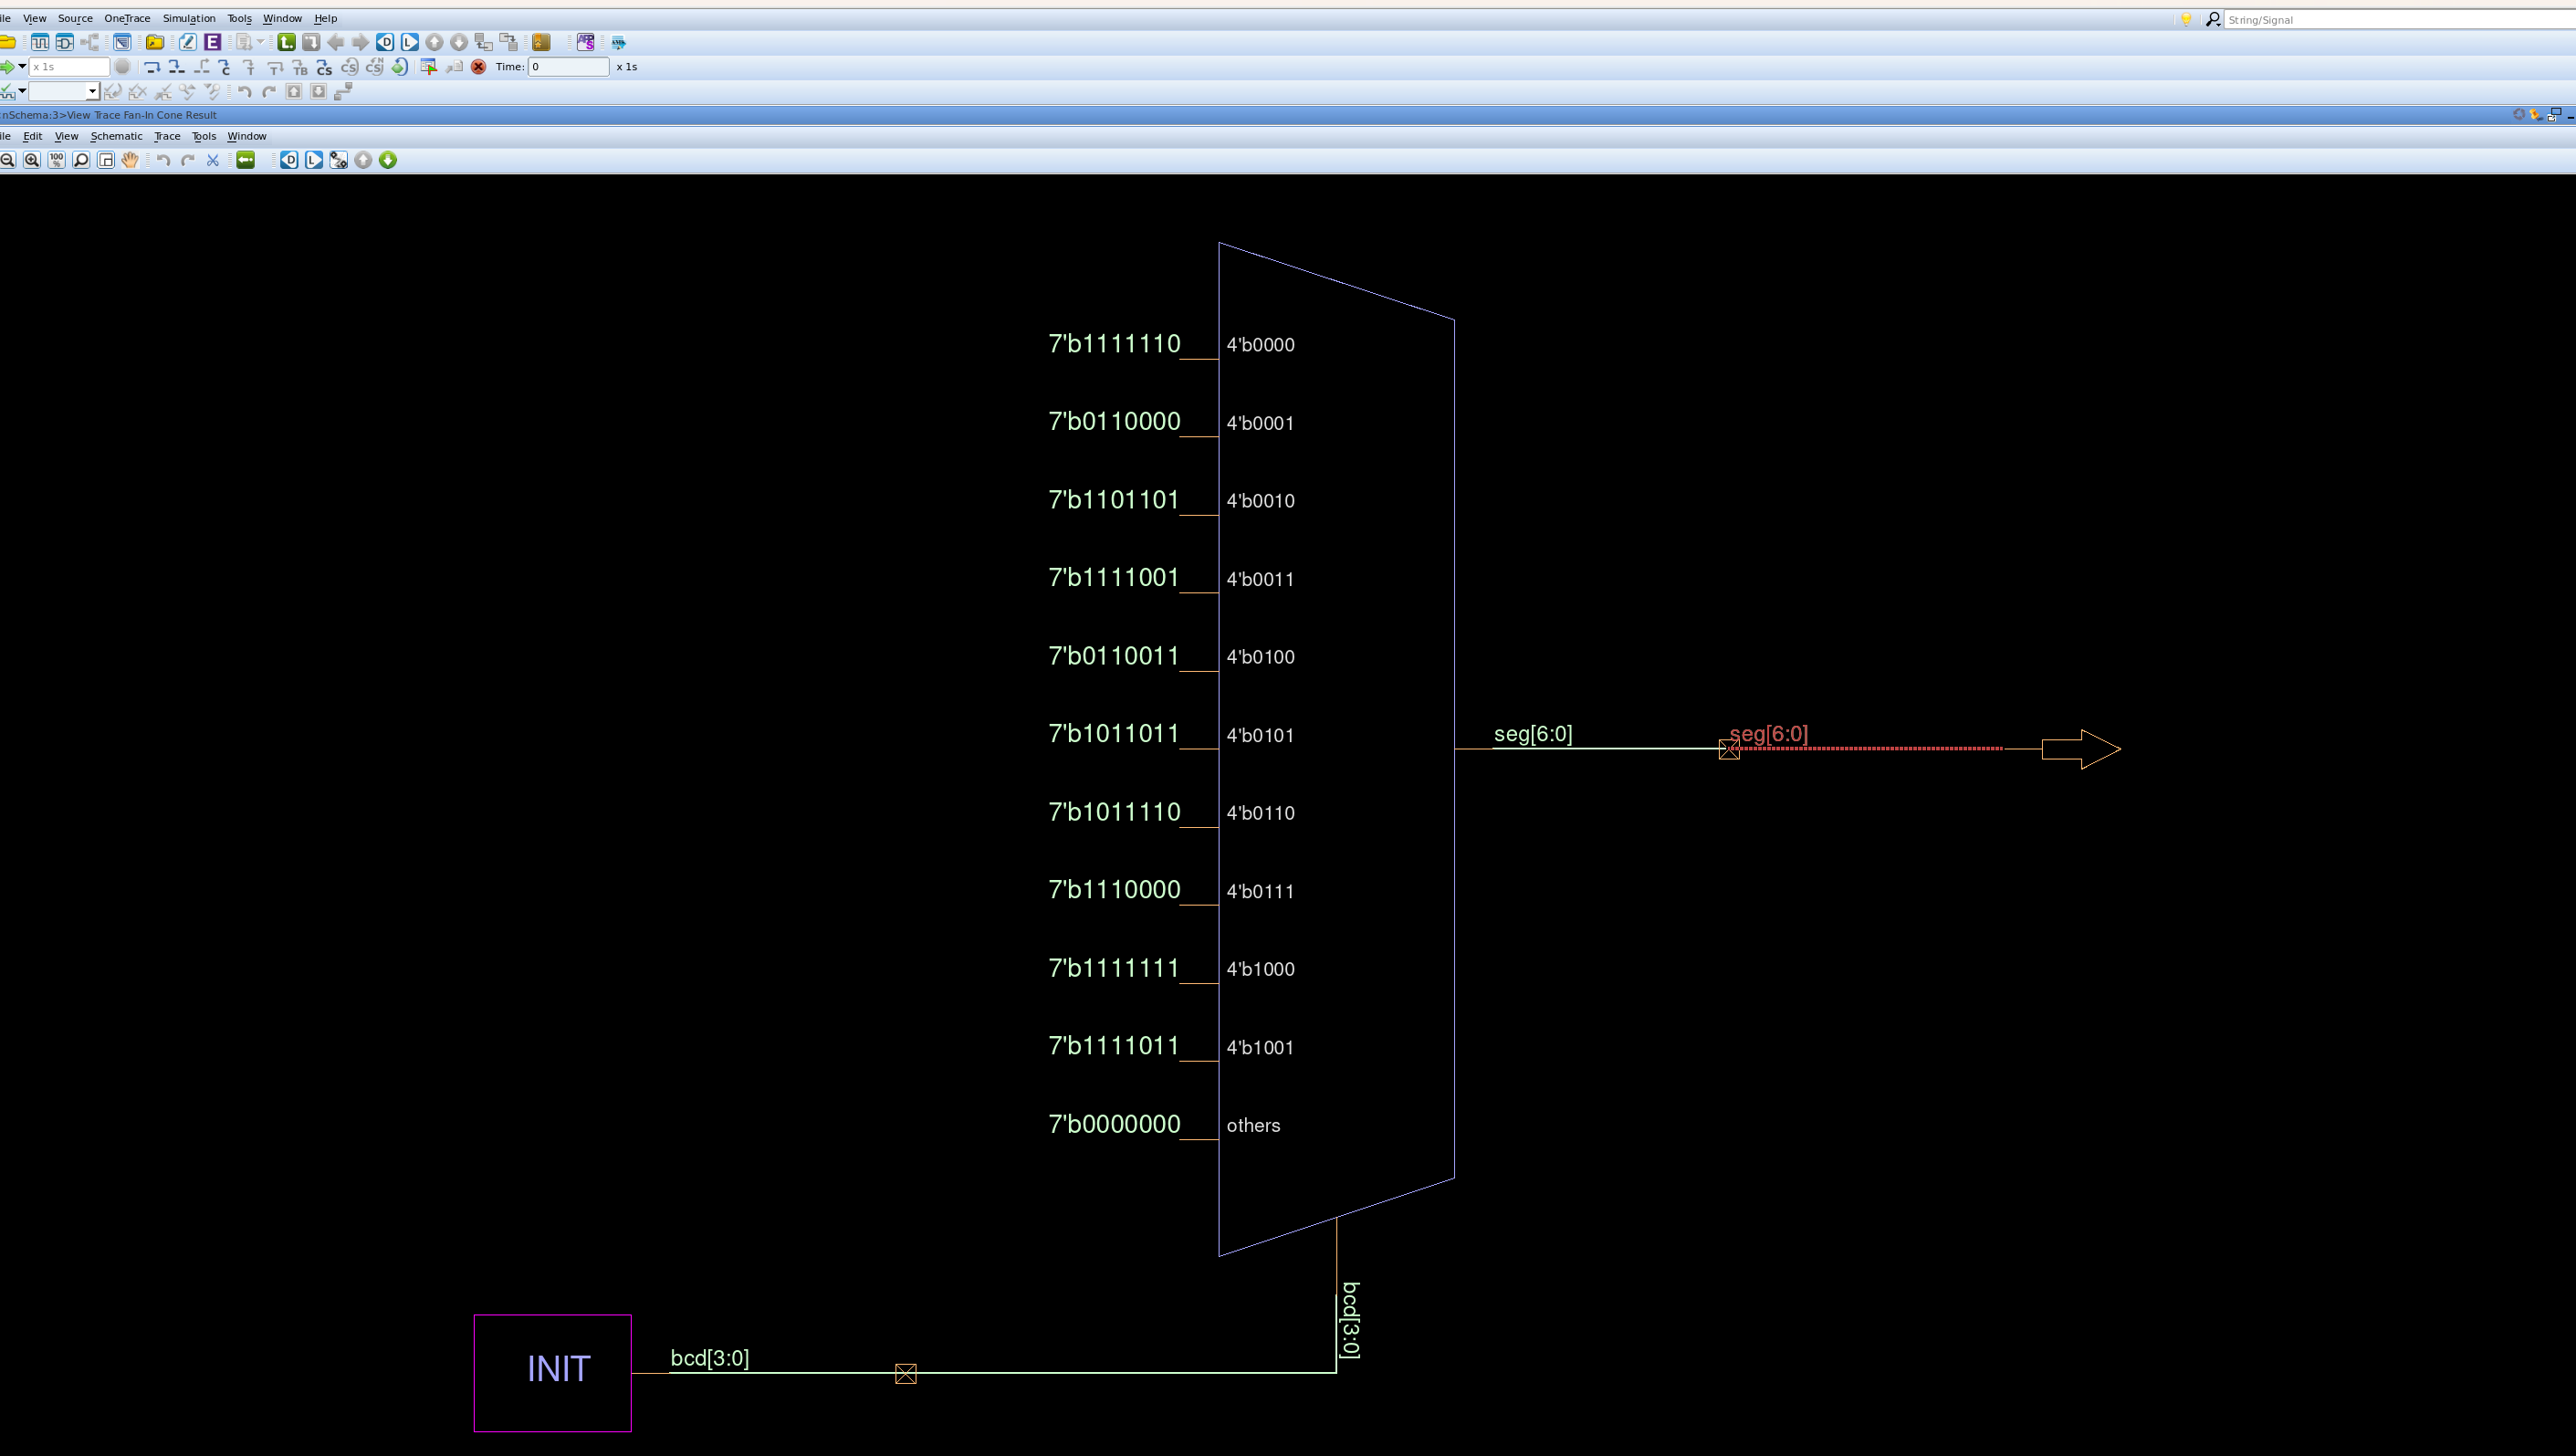 ile View Source OneTrace Simulation Tools Window Help
String/Signal
x 1s
Time: 0 x 1s
nSchema:3>View Trace Fan-In Cone Result
ile Edit View Schematic Trace Tools Window
7'b1111110 4'b0000
7'b0110000 4'b0001
7'b1101101 4'b0010
7'b1111001 4'b0011
7'b0110011 4'b0100
7'b1011011 4'b0101
seg[6:0] seg[6:0]
7'b1011110 4'b0110
7'b1110000 4'b0111
7'b1111111 4'b1000
7'b1111011 4'b1001
7'b0000000 others
bcd[3:0]
INIT
bcd[3:0]